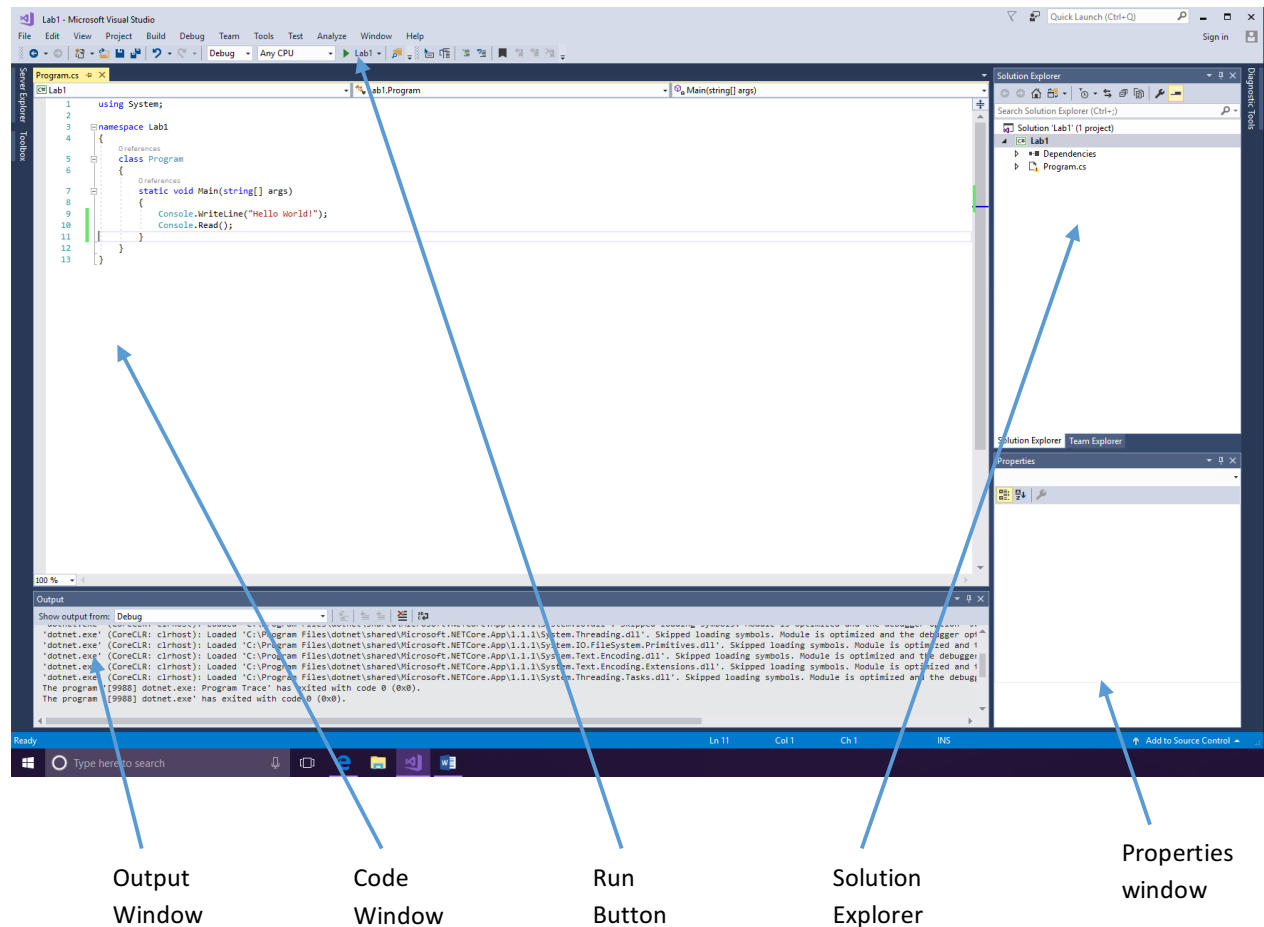 Lab1 - Microsoft Visual Studio
Quick Launch (Ctrl+Q)
File Edit View Project Build Debug Team Tools Test Analyze Window Help
Sign in
Debug Any CPU Lab1
Server Explorer
Toolbox
Program.cs
Lab1 Lab1.Program Main(string[] args)
1 using System;
2
3 namespace Lab1
4 {
0 references
5 class Program
6 {
0 references
7 static void Main(string[] args)
8 {
9 Console.WriteLine("Hello World!");
10 Console.Read();
11 }
12 }
13 }
100 %
Solution Explorer
Search Solution Explorer (Ctrl+;)
Solution 'Lab1' (1 project)
C# Lab1
Dependencies
Program.cs
Solution Explorer Team Explorer
Diagnostic Tools
Properties
Output
Show output from: Debug
'dotnet.exe' (CoreCLR: clrhost): Loaded 'C:\Program Files\dotnet\shared\Microsoft.NETCore.App\1.1.1\System.Threading.dll'. Skipped loading symbols. Module is optimized and the debugger opt
'dotnet.exe' (CoreCLR: clrhost): Loaded 'C:\Program Files\dotnet\shared\Microsoft.NETCore.App\1.1.1\System.IO.FileSystem.Primitives.dll'. Skipped loading symbols. Module is optimized and t
'dotnet.exe' (CoreCLR: clrhost): Loaded 'C:\Program Files\dotnet\shared\Microsoft.NETCore.App\1.1.1\System.Text.Encoding.dll'. Skipped loading symbols. Module is optimized and the debugger
'dotnet.exe' (CoreCLR: clrhost): Loaded 'C:\Program Files\dotnet\shared\Microsoft.NETCore.App\1.1.1\System.Text.Encoding.Extensions.dll'. Skipped loading symbols. Module is optimized and t
'dotnet.exe' (CoreCLR: clrhost): Loaded 'C:\Program Files\dotnet\shared\Microsoft.NETCore.App\1.1.1\System.Threading.Tasks.dll'. Skipped loading symbols. Module is optimized and the debug
The program '[9988] dotnet.exe: Program Trace' has exited with code 0 (0x0).
The program '[9988] dotnet.exe' has exited with code 0 (0x0).
Ready Ln 11 Col 1 Ch 1 INS Add to Source Control
Type here to search
Output
Window
Code
Window
Run
Button
Solution
Explorer
Properties
window